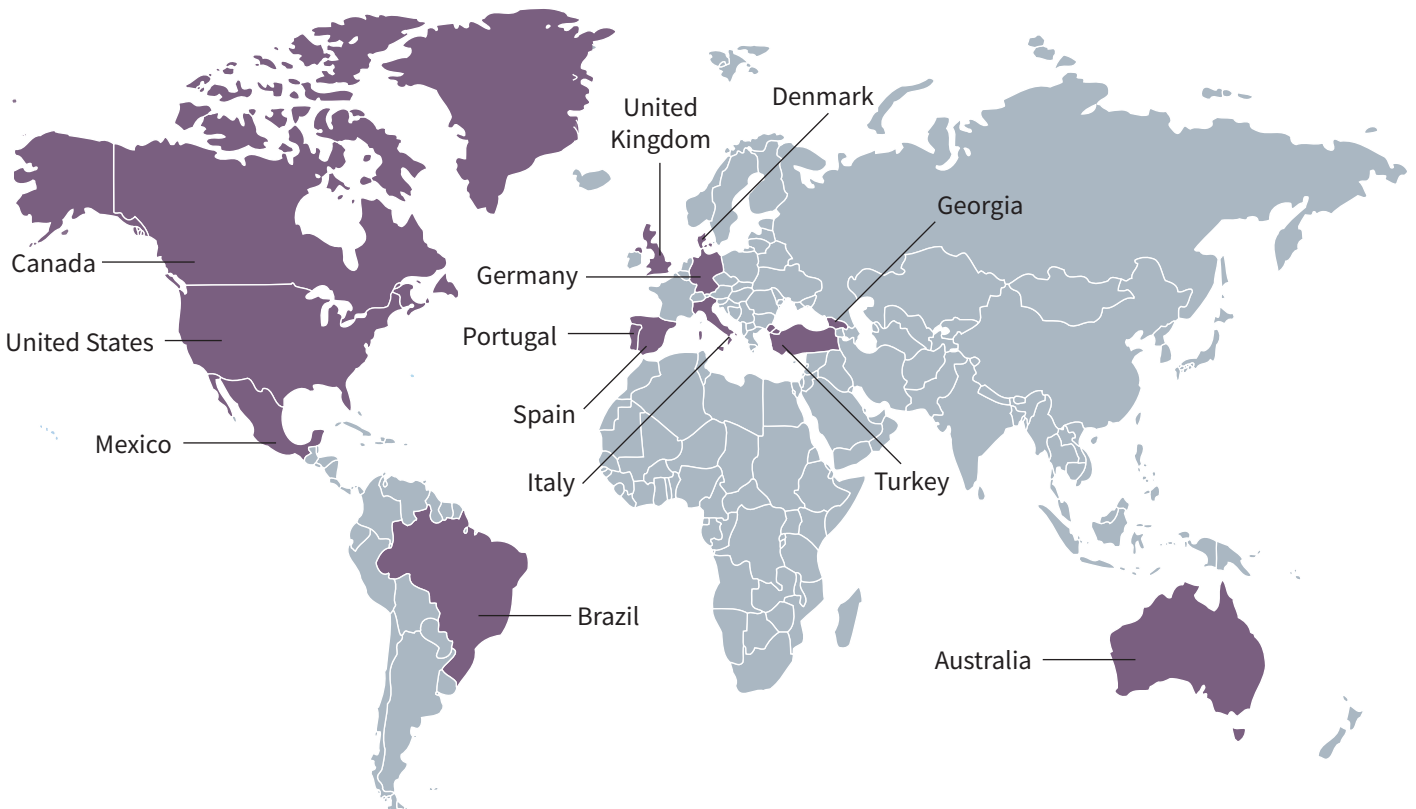 Denmark
United
Kingdom
Georgia
Canada
Germany
United States
Portugal
Spain
Mexico
Italy
Turkey
Brazil
Australia